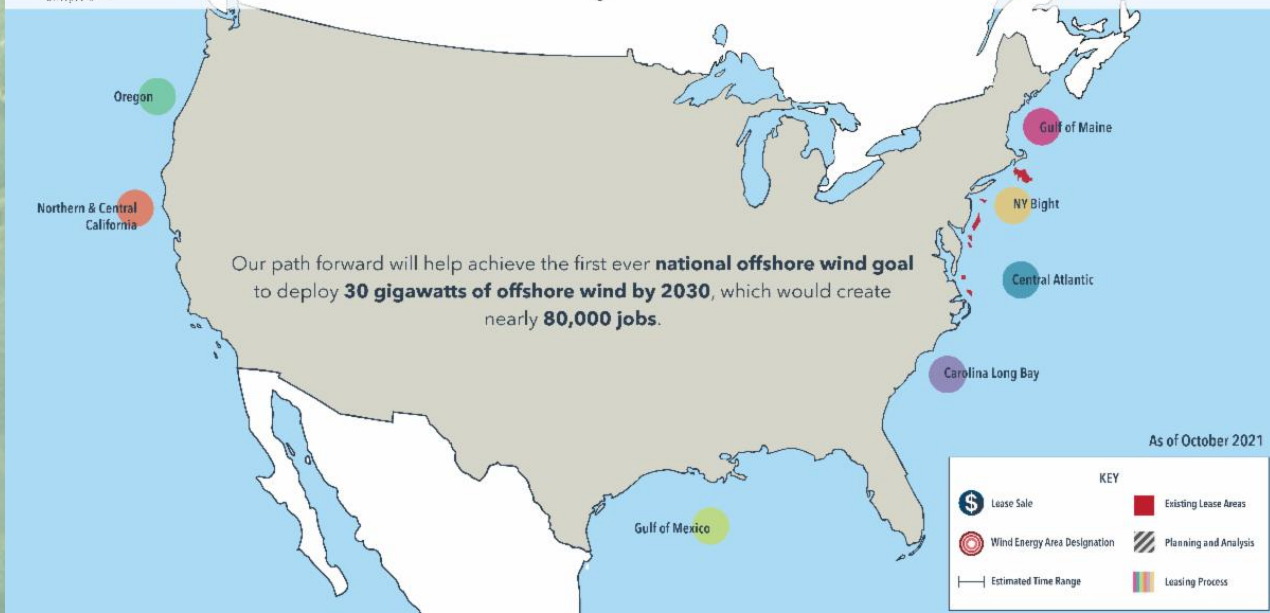 Oregon
Gulf of Maine
Northern & Central
California
NY Bight
Our path forward will help achieve the first ever national offshore wind goal
to deploy 30 gigawatts of offshore wind by 2030, which would create
nearly 80,000 jobs.
Central Atlantic
Carolina Long Bay
Gulf of Mexico
As of October 2021
KEY
$ Lease Sale
Existing Lease Areas
Wind Energy Area Designation
Planning and Analysis
Estimated Time Range
Leasing Process